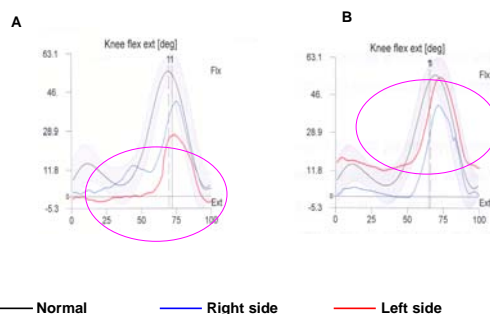 A
Knee flex ext [deg]
63.1
46.
28.9
11.8
0
-5.3
Flx
Ext
0 25 50 75 100
B
Knee flex ext [deg]
63.1
46.
28.9
11.8
0
-5.3
Flx
Ext
0 25 50 75 100
Normal Right side Left side